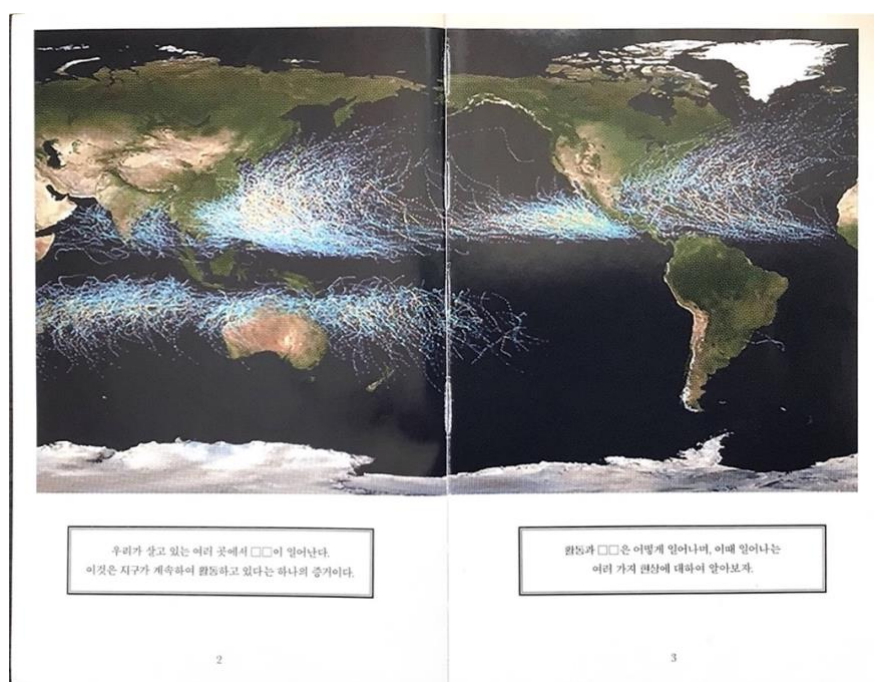 우리가 살고 있는 여러 곳에서 □□이 일어난다.
이것은 지구가 계속하여 활동하고 있다는 하나의 증거이다.
활동과 □□은 어떻게 일어나며, 이때 일어나는
여러 가지 현상에 대하여 알아보자.
2
3